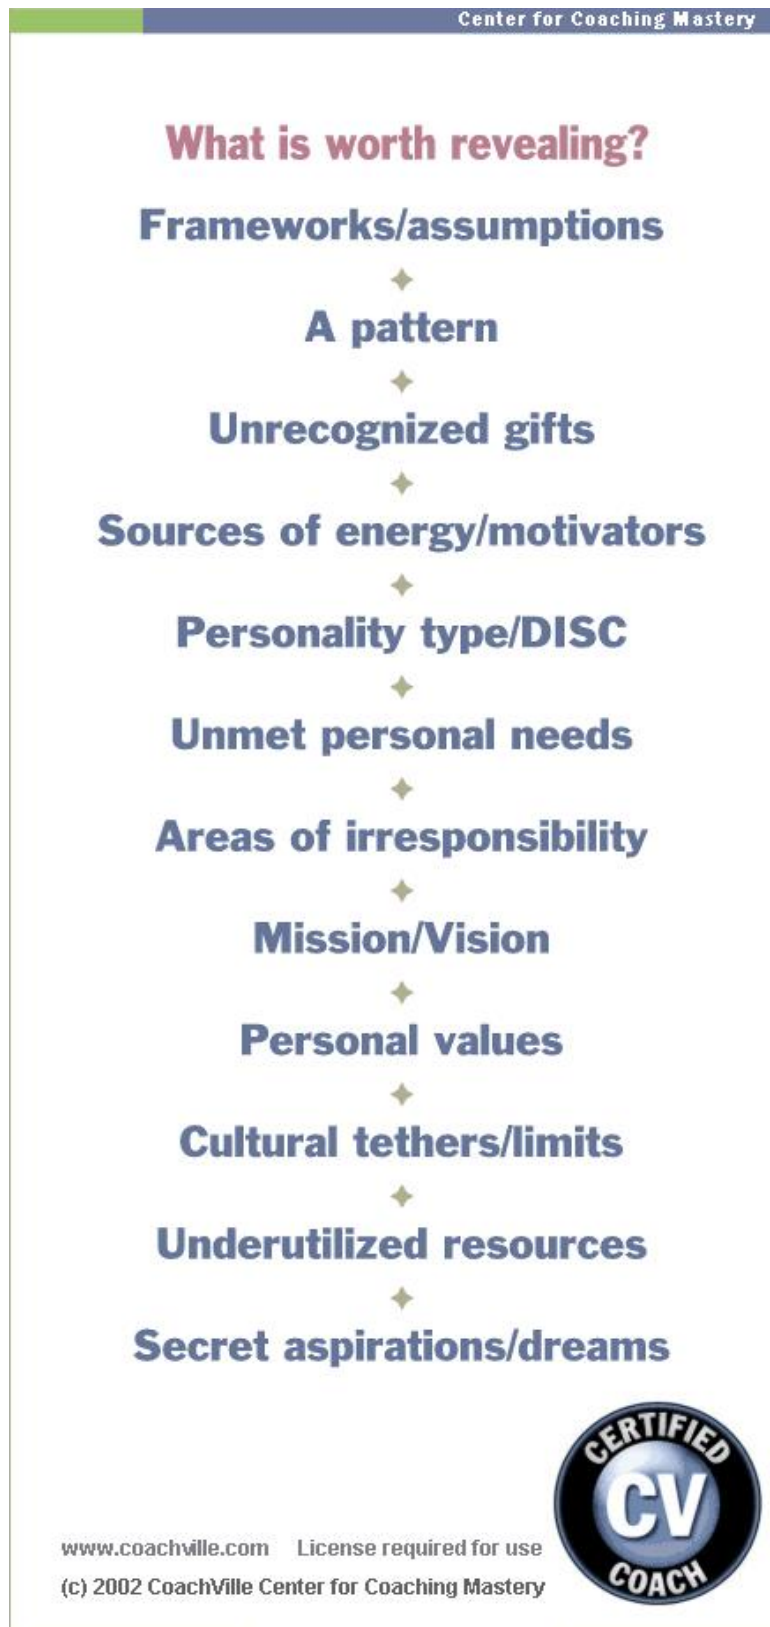 Center for Coaching Mastery
What is worth revealing?
Frameworks/assumptions
A pattern
Unrecognized gifts
Sources of energy/motivators
Personality type/DISC
Unmet personal needs
Areas of irresponsibility
Mission/Vision
Personal values
Cultural tethers/limits
Underutilized resources
Secret aspirations/dreams
CERTIFIED
CV
COACH
www.coachville.com License required for use
(c) 2002 CoachVille Center for Coaching Mastery